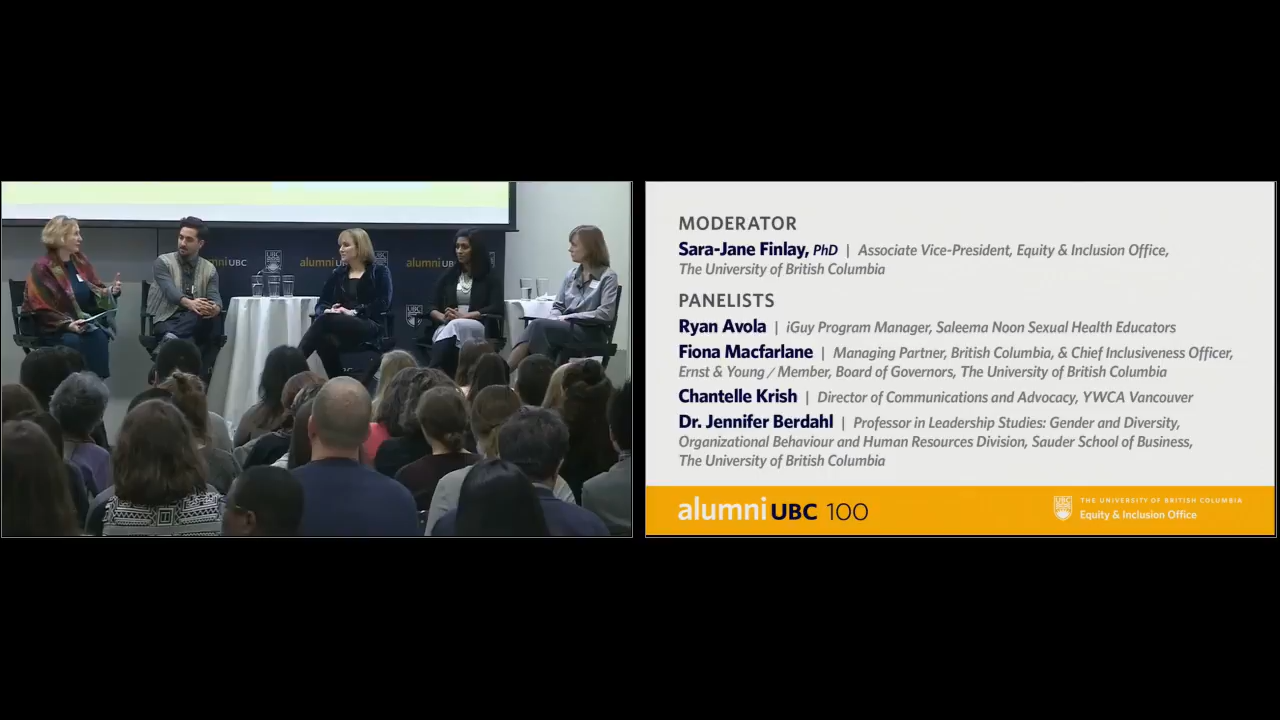 UBC
alumni UBC
alumni UBC
UBC
MODERATOR
Sara-Jane Finlay, PhD | Associate Vice-President, Equity & Inclusion Office,
The University of British Columbia
PANELISTS
Ryan Avola | iGuy Program Manager, Saleema Noon Sexual Health Educators
Fiona Macfarlane | Managing Partner, British Columbia, & Chief Inclusiveness Officer,
Ernst & Young / Member, Board of Governors, The University of British Columbia
Chantelle Krish | Director of Communications and Advocacy, YWCA Vancouver
Dr. Jennifer Berdahl | Professor in Leadership Studies: Gender and Diversity,
Organizational Behaviour and Human Resources Division, Sauder School of Business,
The University of British Columbia
alumni UBC 100
UBC
THE UNIVERSITY OF BRITISH COLUMBIA
Equity & Inclusion Office